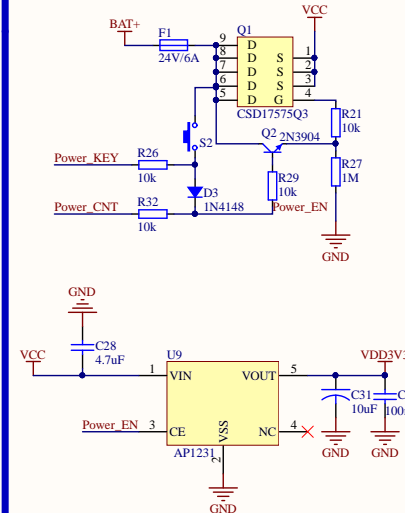 BAT+
F1
24V/6A
Q1
VCC
9 D
8 D S 1
7 D S 2
6 D S 3
5 D G 4
CSD17575Q3
R21
10k
Q2 2N3904
S2
Power_KEY
R26
10k
R27
1M
R29
10k
D3
1N4148
Power_CNT
R32
10k
Power_EN
GND
GND
C28
4.7uF
VCC
U9
1 VIN VOUT 5
VDD3V3
C31
10uF
Power_EN 3 CE NC 4
VSS
2
AP1231
GND
GND
GND